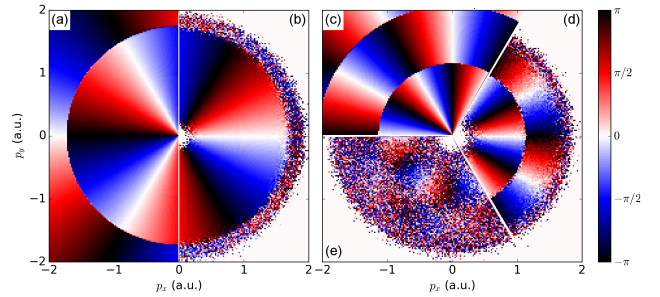 (a) (b) (c) (d) π
2
1 π/2
p_y (a.u.) 0 0
−1 −π/2
(e)
−2 −π
−2 −1 0 1 2 −2 −1 0 1 2
p_x (a.u.) p_x (a.u.)